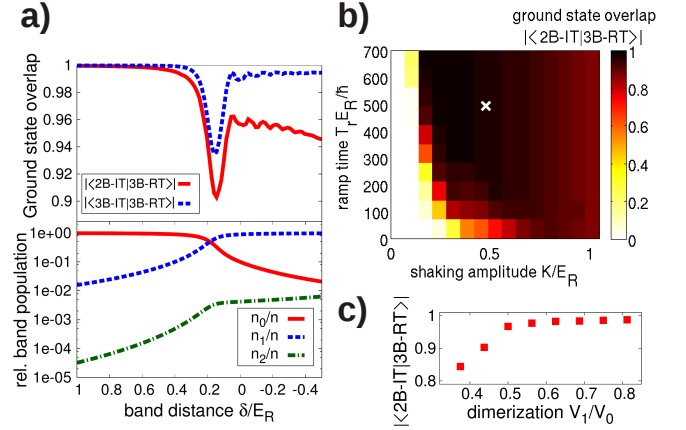 a)
Ground state overlap
1
0.98
0.96
0.94
0.92
0.9
|⟨2B-IT|3B-RT⟩|
|⟨3B-IT|3B-RT⟩|
rel. band population
1e+00
1e-01
1e-02
1e-03
1e-04
1e-05
n0/n
n1/n
n2/n
1 0.8 0.6 0.4 0.2 0 -0.2 -0.4
band distance δ/ER
b)
ground state overlap
|⟨2B-IT|3B-RT⟩|
ramp time TrER/ħ
700
600
500
400
300
200
100
0
0 0.5 1
shaking amplitude K/ER
1
0.8
0.6
0.4
0.2
0
c)
|⟨2B-IT|3B-RT⟩|
1
0.9
0.8
0.4 0.5 0.6 0.7 0.8
dimerization V1/V0